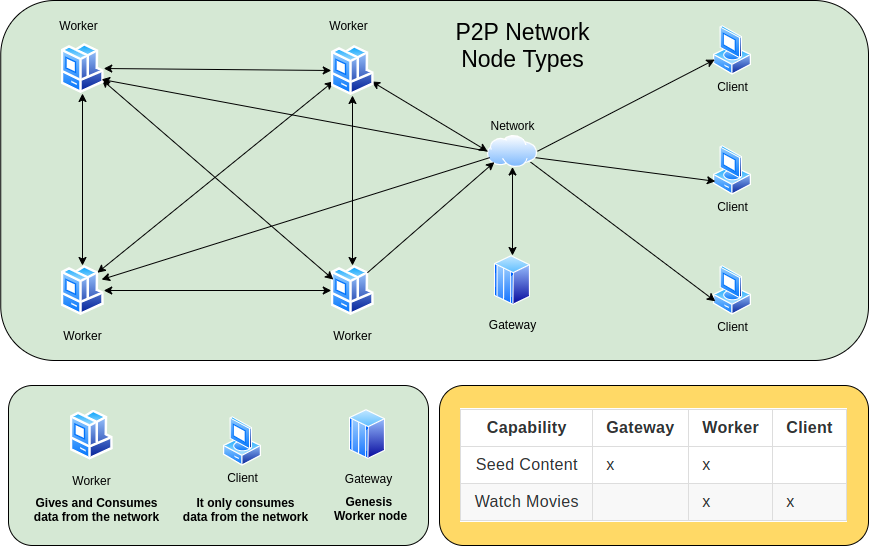 Worker
Worker
P2P Network
Node Types
Client
Network
Client
Client
Gateway
Worker
Worker
Worker
Client
Gateway
Gives and Consumes
data from the network
It only consumes
data from the network
Genesis
Worker node
Capability Gateway Worker Client
Seed Content x x
Watch Movies x x